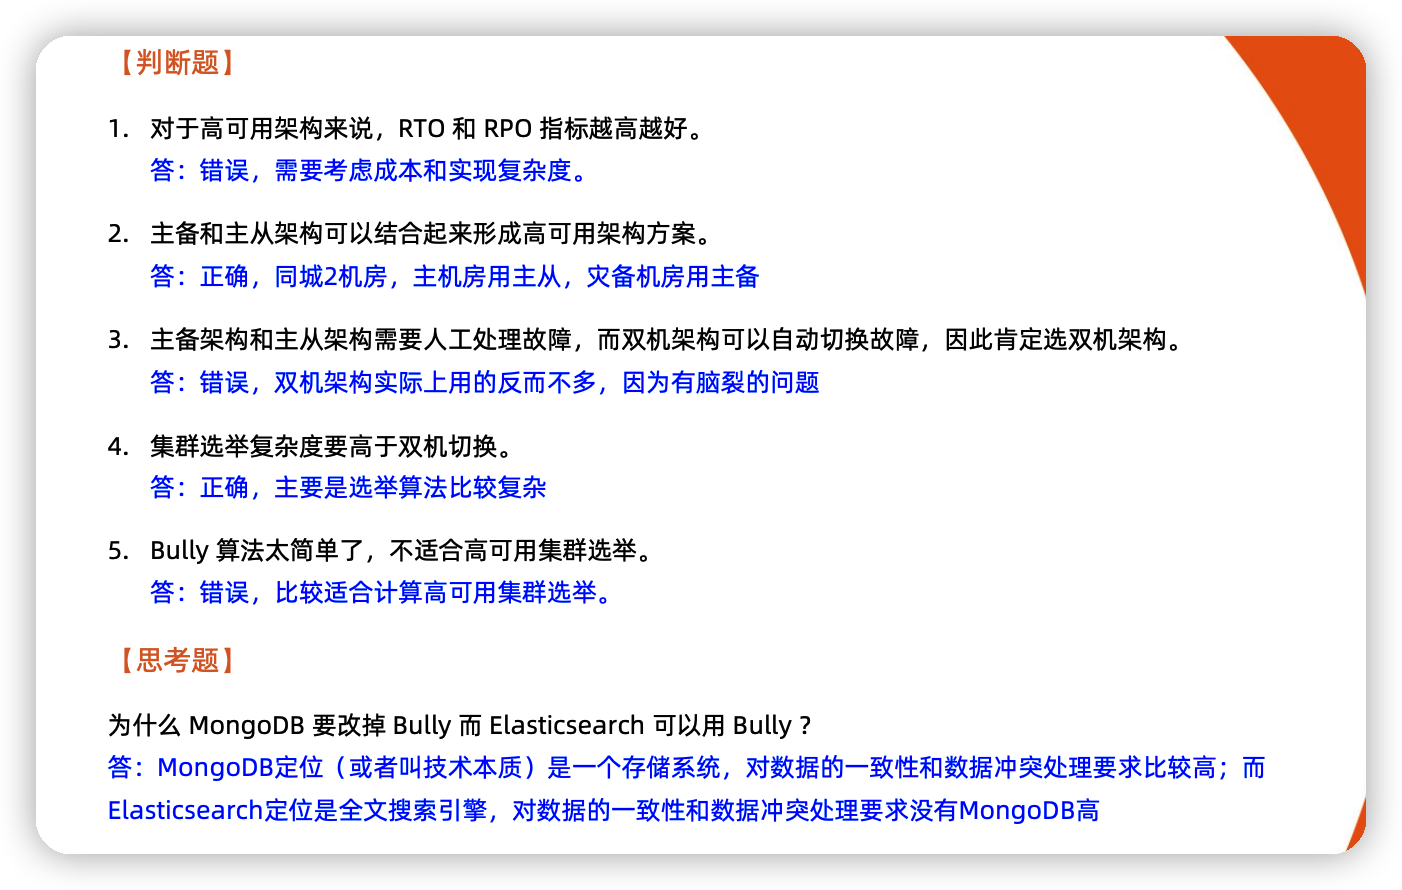 【判断题】
1. 对于高可用架构来说，RTO 和 RPO 指标越高越好。
答：错误，需要考虑成本和实现复杂度。
2. 主备和主从架构可以结合起来形成高可用架构方案。
答：正确，同城2机房，主机房用主从，灾备机房用主备
3. 主备架构和主从架构需要人工处理故障，而双机架构可以自动切换故障，因此肯定选双机架构。
答：错误，双机架构实际上用的反而不多，因为有脑裂的问题
4. 集群选举复杂度要高于双机切换。
答：正确，主要是选举算法比较复杂
5. Bully 算法太简单了，不适合高可用集群选举。
答：错误，比较适合计算高可用集群选举。
【思考题】
为什么 MongoDB 要改掉 Bully 而 Elasticsearch 可以用 Bully ？
答：MongoDB定位（或者叫技术本质）是一个存储系统，对数据的一致性和数据冲突处理要求比较高；而
Elasticsearch定位是全文搜索引擎，对数据的一致性和数据冲突处理要求没有MongoDB高